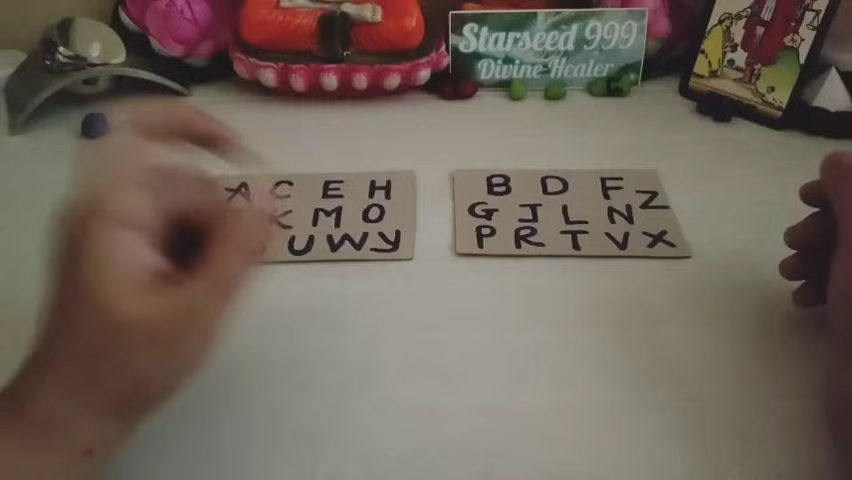 Starseed 999
Divine-Healer
A C E H
K M O
U W Y
B D F Z
G J L N
P R T V X